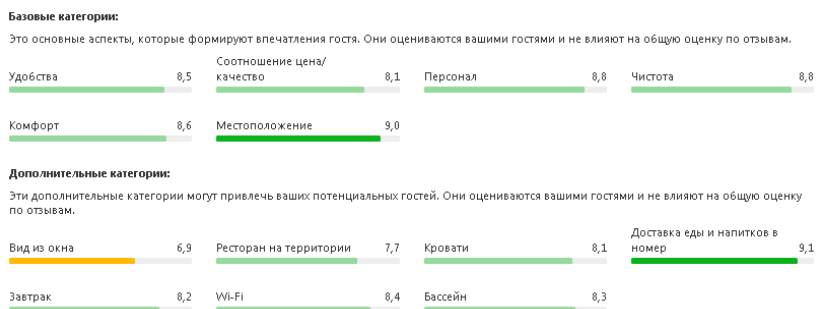 Базовые категории:
Это основные аспекты, которые формируют впечатления гостя. Они оцениваются вашими гостями и не влияют на общую оценку по отзывам.
Удобства 8,5
Соотношение цена/
качество 8,1
Персонал 8,8
Чистота 8,8
Комфорт 8,6
Местоположение 9,0
Дополнительные категории:
Эти дополнительные категории могут привлечь ваших потенциальных гостей. Они оцениваются вашими гостями и не влияют на общую оценку
по отзывам.
Вид из окна 6,9
Ресторан на территории 7,7
Кровати 8,1
Доставка еды и напитков в
номер 9,1
Завтрак 8,2
Wi-Fi 8,4
Бассейн 8,3